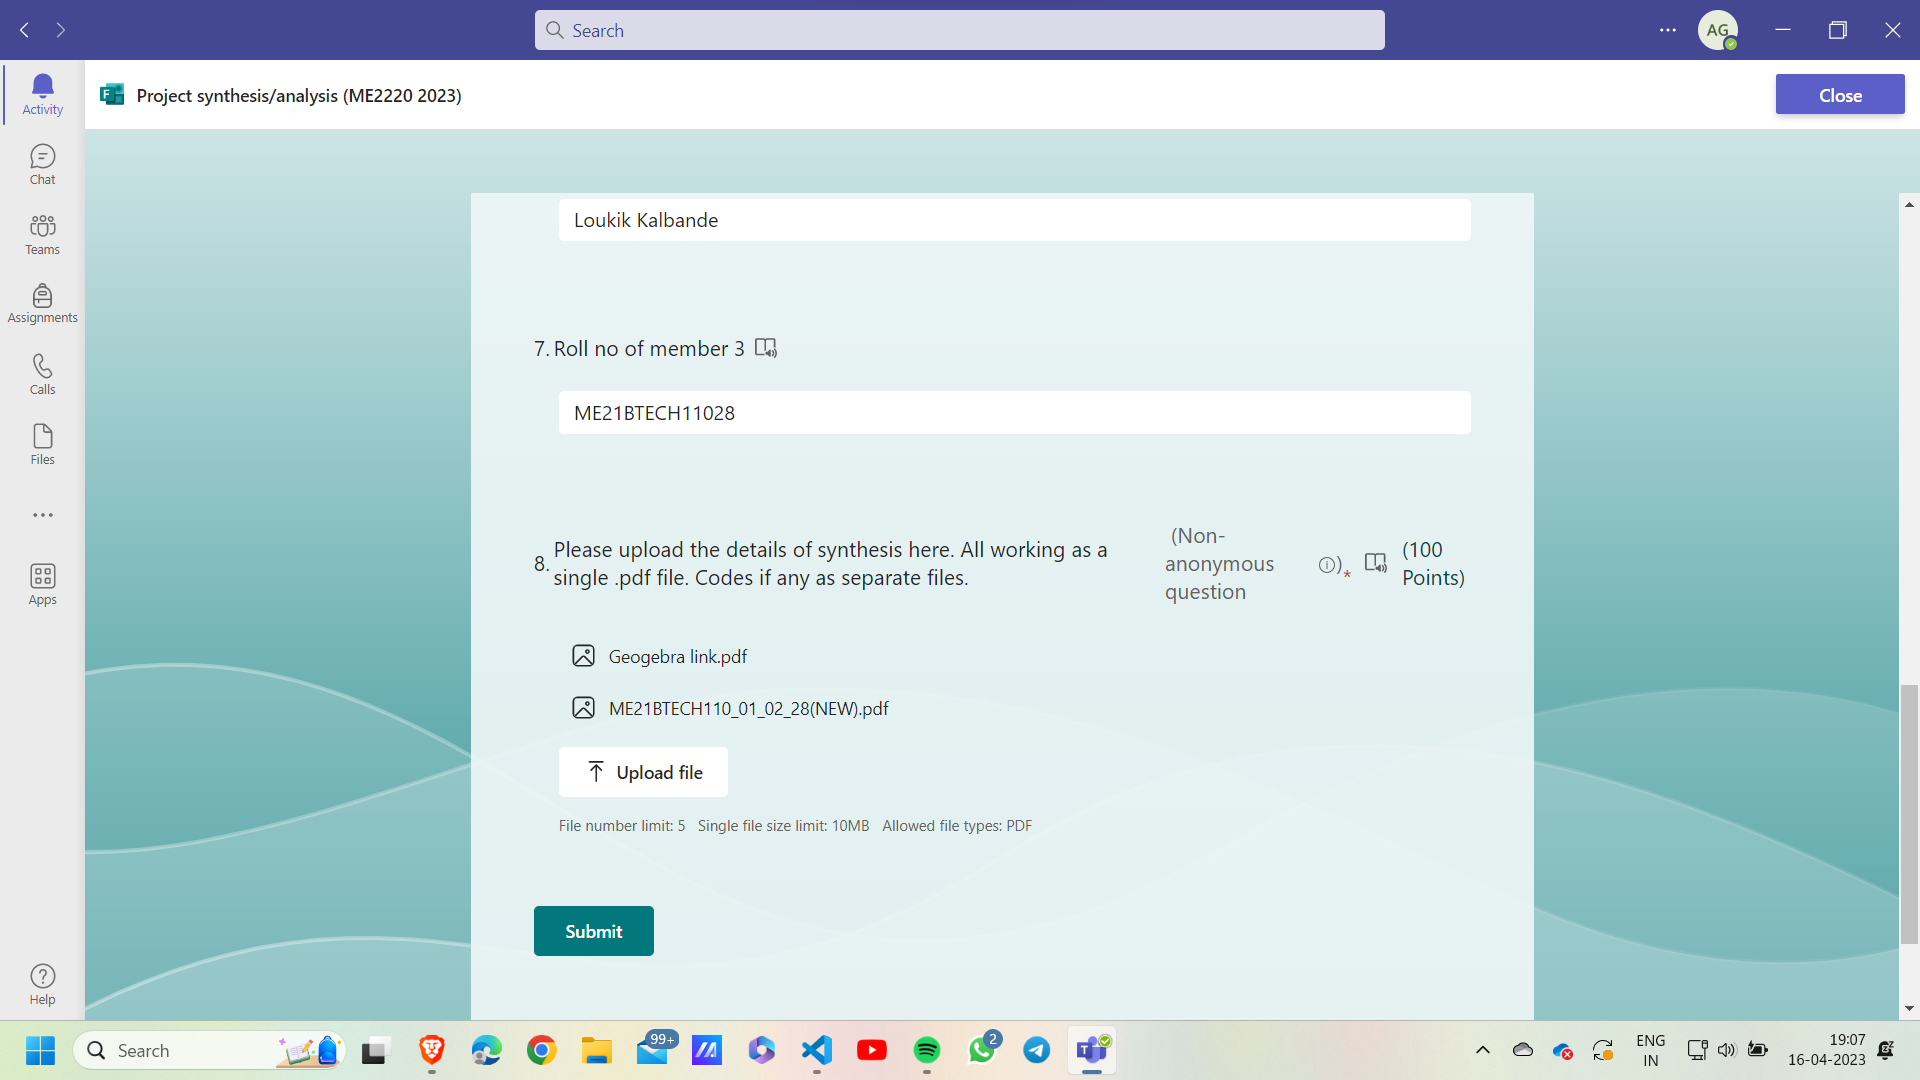 Search
AG
Project synthesis/analysis (ME2220 2023)
Close
Activity
Chat
Teams
Assignments
Calls
Files
Apps
Help
Loukik Kalbande
7. Roll no of member 3
ME21BTECH11028
8. Please upload the details of synthesis here. All working as a
single .pdf file. Codes if any as separate files.
(Non-
anonymous
question
)*
(100
Points)
Geogebra link.pdf
ME21BTECH110_01_02_28(NEW).pdf
Upload file
File number limit: 5 Single file size limit: 10MB Allowed file types: PDF
Submit
Search
99+
2
ENG
IN
19:07
16-04-2023